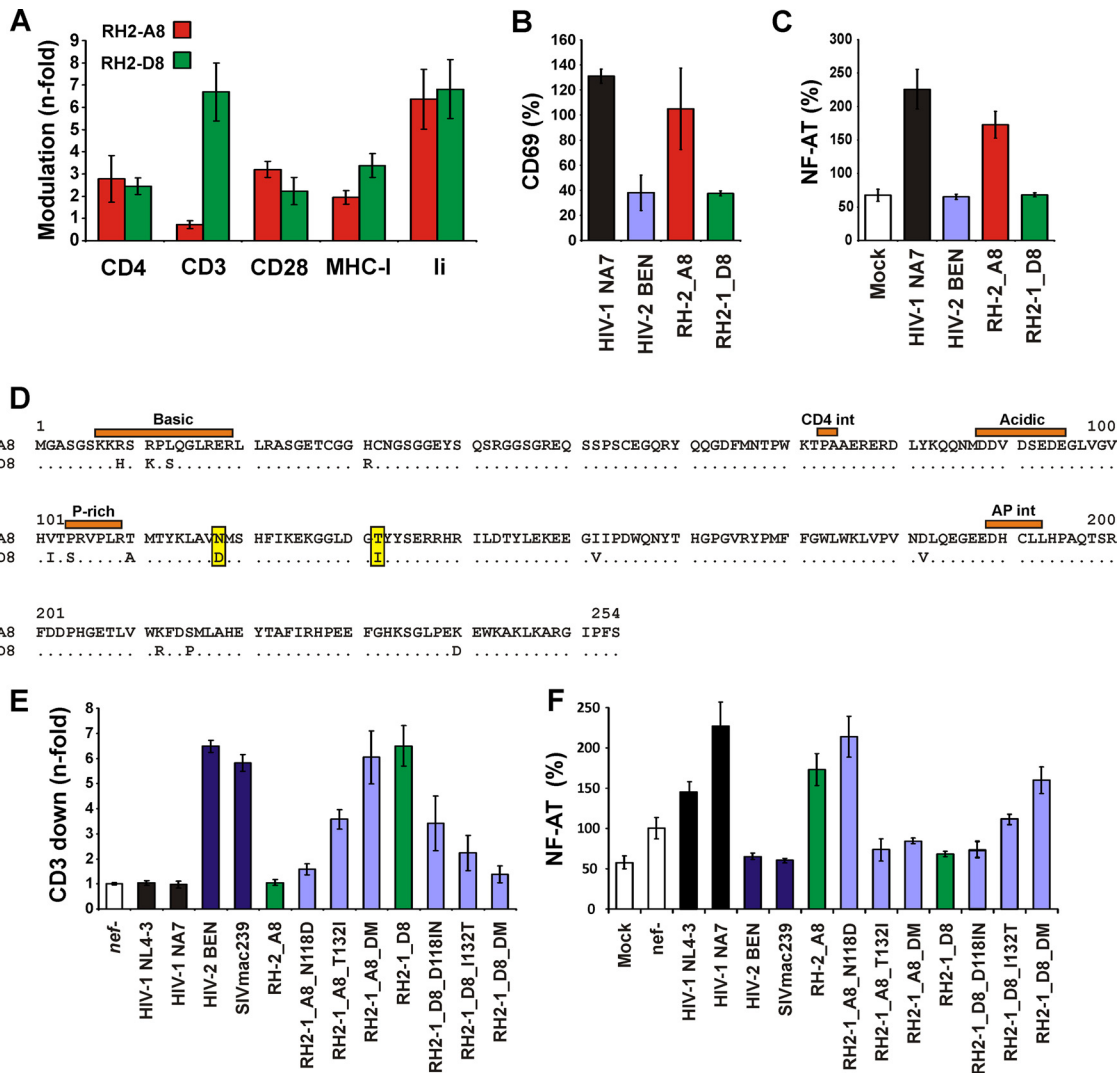 A
RH2-A8
RH2-D8
Modulation (n-fold)
9
8
7
6
5
4
3
2
1
0
CD4 CD3 CD28 MHC-I Ii
B
CD69 (%)
160
140
120
100
80
60
40
20
0
HIV-1 NA7
HIV-2 BEN
RH-2_A8
RH2-1_D8
C
NF-AT (%)
300
250
200
150
100
50
0
Mock
HIV-1 NA7
HIV-2 BEN
RH-2_A8
RH2-1_D8
D
1 Basic CD4 int Acidic 100
A8 MGASGSKKRS RPLQGLRERL LRASGETCGG HCNGSGGEYS QSRGGSGREQ SSPSCEGQRY QQGDFMNTPW KTPAAERERD LYKQQNMDDV DSEDEGLVGV
D8 ........H. K.S....... .......... R......... .......... .......... .......... .......... .......... ..........
101 P-rich AP int 200
A8 HVTPRVPLRT MTYKLAVNMS HFIKEKGGLD GTYYSERRHR ILDTYLEKEE GIIPDWQNYT HGPGVRYPMF FGWLWKLVPV NDLQEGEEDH CLLHPAQTSR
D8 .I.S.....A .......D.. .......... .I........ .......... .V........ .......... .......... ..V....... ..........
201 254
A8 FDDPHGETLV WKFDSMLAHE YTAFIRHPEE FGHKSGLPEK EWKAKLKARG IPFS
D8 .......... .R..P..... .......... .........D .......... ....
E
CD3 down (n-fold)
8
7
6
5
4
3
2
1
0
nef-
HIV-1 NL4-3
HIV-1 NA7
HIV-2 BEN
SIVmac239
RH-2_A8
RH2-1_A8_N118D
RH2-1_A8_T132I
RH2-1_A8_DM
RH2-1_D8
RH2-1_D8_D118IN
RH2-1_D8_I132T
RH2-1_D8_DM
F
NF-AT (%)
250
200
150
100
50
0
Mock
nef-
HIV-1 NL4-3
HIV-1 NA7
HIV-2 BEN
SIVmac239
RH-2_A8
RH2-1_A8_N118D
RH2-1_A8_T132I
RH2-1_A8_DM
RH2-1_D8
RH2-1_D8_D118IN
RH2-1_D8_I132T
RH2-1_D8_DM